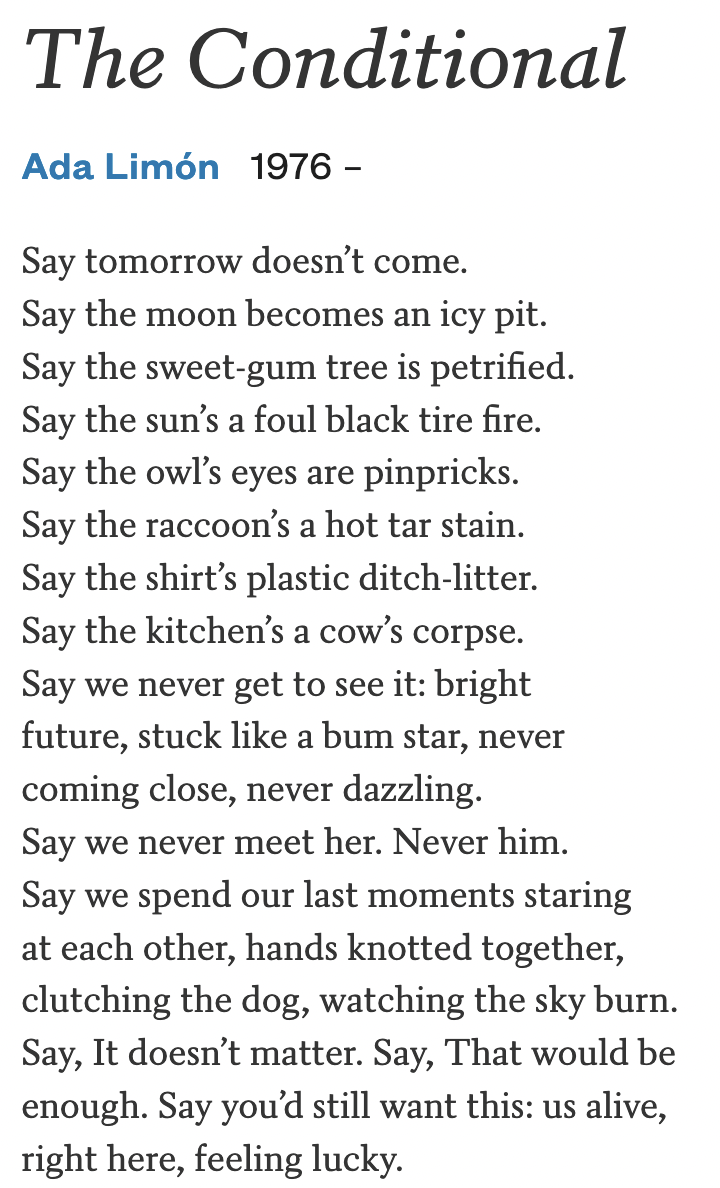 The Conditional
Ada Limón 1976 –
Say tomorrow doesn’t come.
Say the moon becomes an icy pit.
Say the sweet-gum tree is petrified.
Say the sun’s a foul black tire fire.
Say the owl’s eyes are pinpricks.
Say the raccoon’s a hot tar stain.
Say the shirt’s plastic ditch-litter.
Say the kitchen’s a cow’s corpse.
Say we never get to see it: bright
future, stuck like a bum star, never
coming close, never dazzling.
Say we never meet her. Never him.
Say we spend our last moments staring
at each other, hands knotted together,
clutching the dog, watching the sky burn.
Say, It doesn’t matter. Say, That would be
enough. Say you’d still want this: us alive,
right here, feeling lucky.